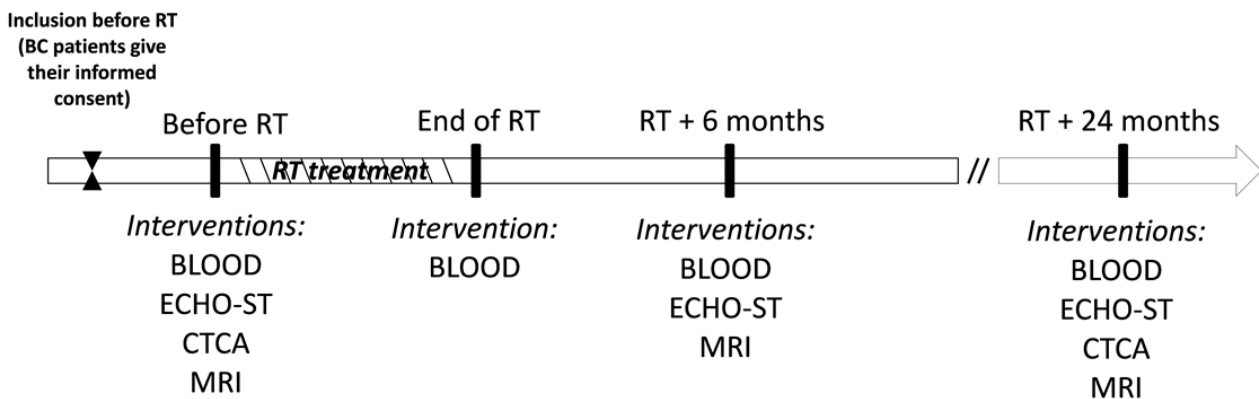 Inclusion before RT
(BC patients give
their informed
consent)
Before RT
End of RT
RT + 6 months
RT + 24 months
RT treatment
//
Interventions:
BLOOD
ECHO-ST
CTCA
MRI
Intervention:
BLOOD
Interventions:
BLOOD
ECHO-ST
MRI
Interventions:
BLOOD
ECHO-ST
CTCA
MRI